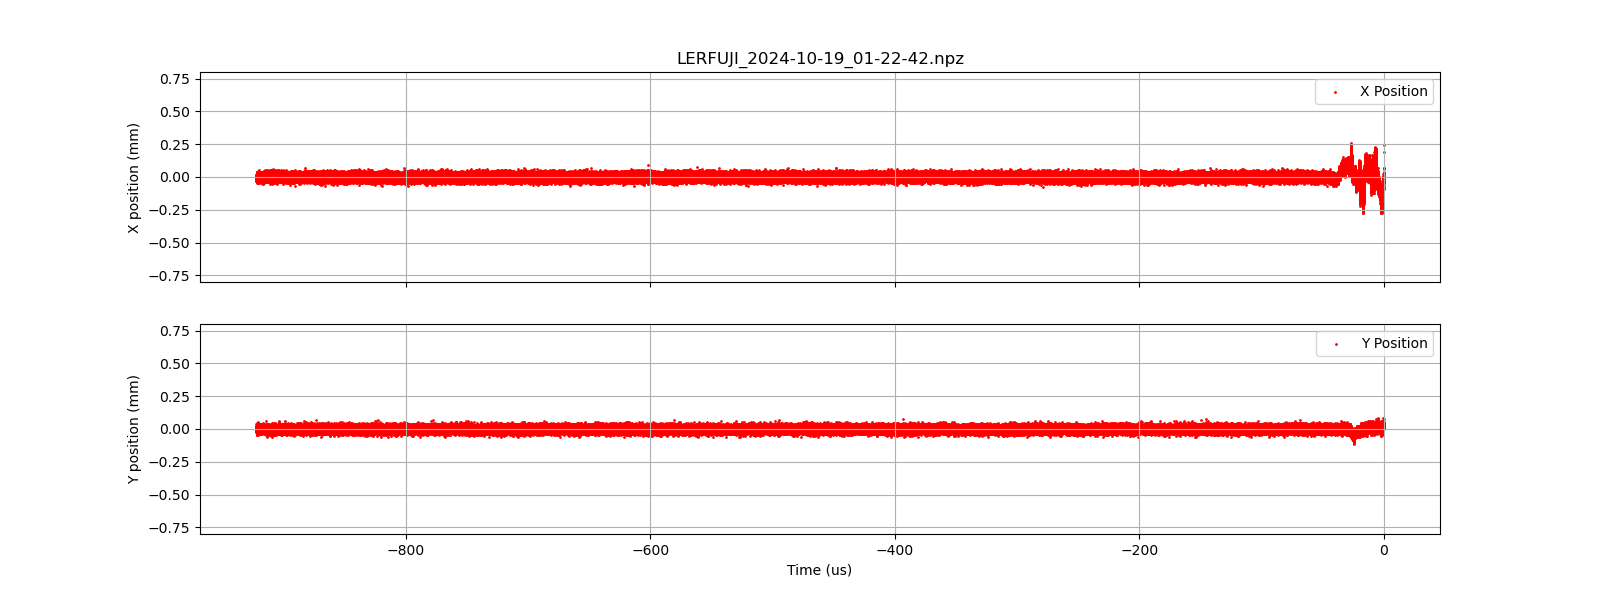 LERFUJI_2024-10-19_01-22-42.npz
X Position
0.75
0.50
0.25
0.00
−0.25
−0.50
−0.75
X position (mm)
Y Position
0.75
0.50
0.25
0.00
−0.25
−0.50
−0.75
Y position (mm)
−800 −600 −400 −200 0
Time (us)